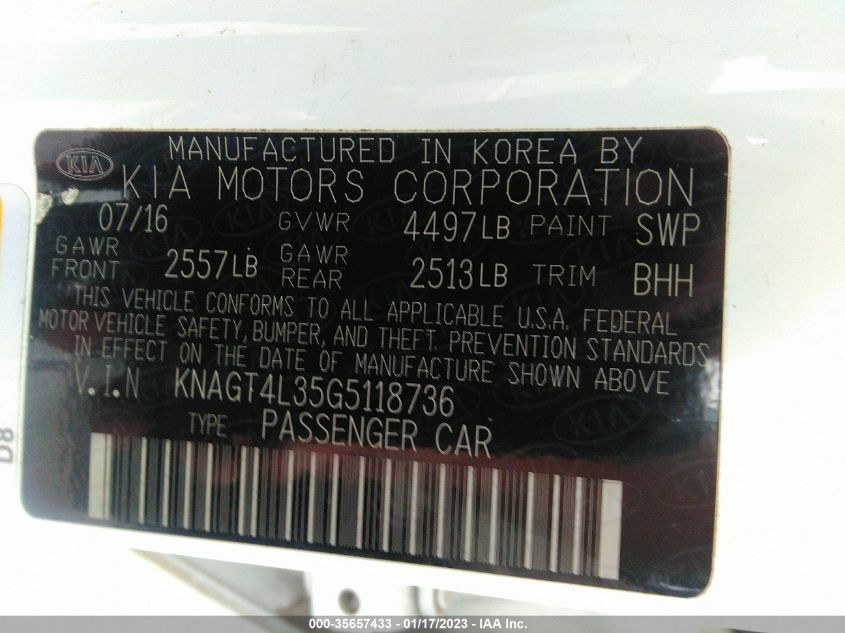 KIA MANUFACTURED IN KOREA BY
KIA MOTORS CORPORATION
07/16 GVWR 4497LB PAINT SWP
GAWR FRONT 2557LB GAWR REAR 2513LB TRIM BHH
THIS VEHICLE CONFORMS TO ALL APPLICABLE U.S.A. FEDERAL
MOTOR VEHICLE SAFETY, BUMPER, AND THEFT PREVENTION STANDARDS
IN EFFECT ON THE DATE OF MANUFACTURE SHOWN ABOVE
V.I.N KNAGT4L35G5118736
TYPE PASSENGER CAR
D8
000-35657433 - 01/17/2023 - IAA Inc.